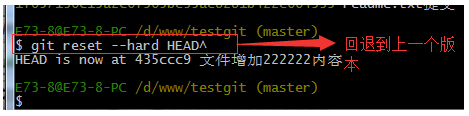 E73-8@E73-8-PC /d/www/testgit (master)
$ git reset --hard HEAD^
回退到上一个版本
HEAD is now at 435ccc9 文件增加222222内容
E73-8@E73-8-PC /d/www/testgit (master)
$